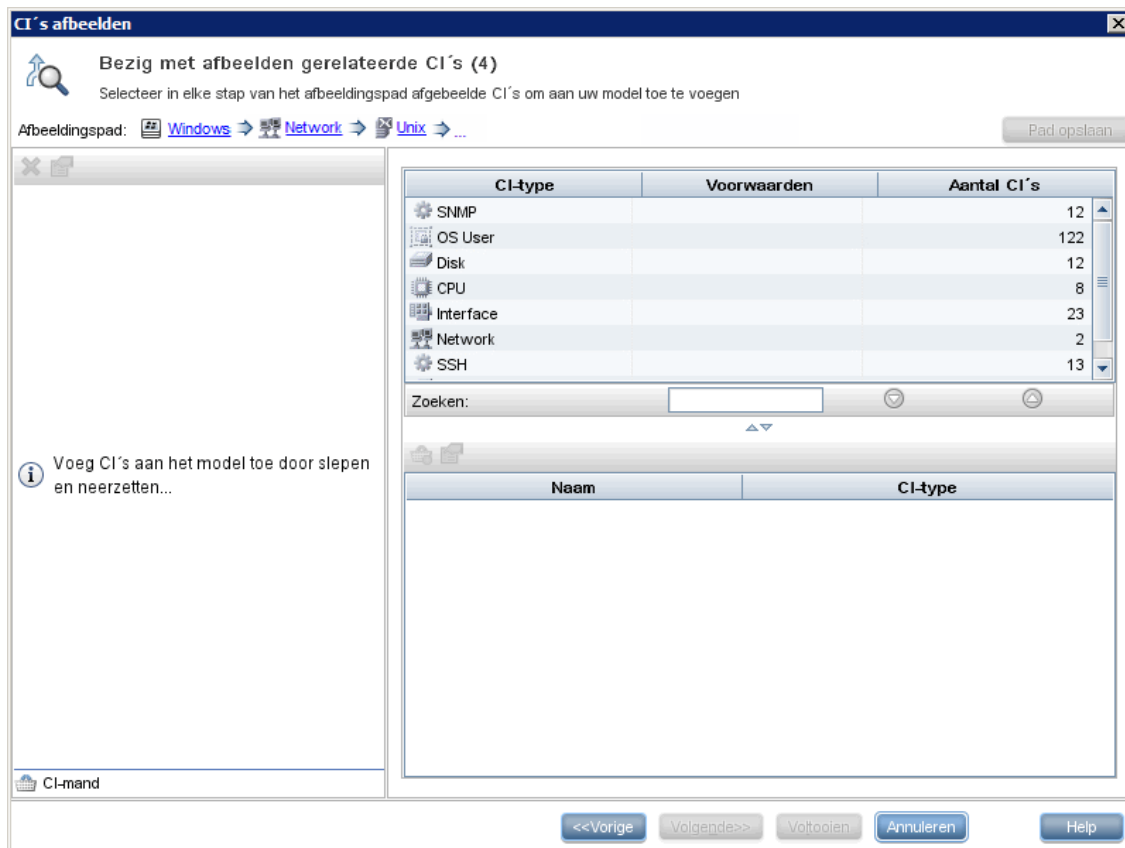 CI´s afbeelden
Bezig met afbeelden gerelateerde CI´s (4)
Selecteer in elke stap van het afbeeldingspad afgebeelde CI´s om aan uw model toe te voegen
Afbeeldingspad: Windows Network Unix ...
Pad opslaan
CI-type Voorwaarden Aantal CI´s
SNMP 12
OS User 122
Disk 12
CPU 8
Interface 23
Network 2
SSH 13
Zoeken:
Voeg CI´s aan het model toe door slepen
en neerzetten...
Naam CI-type
CI-mand
<<Vorige Volgende>> Voltooien Annuleren Help